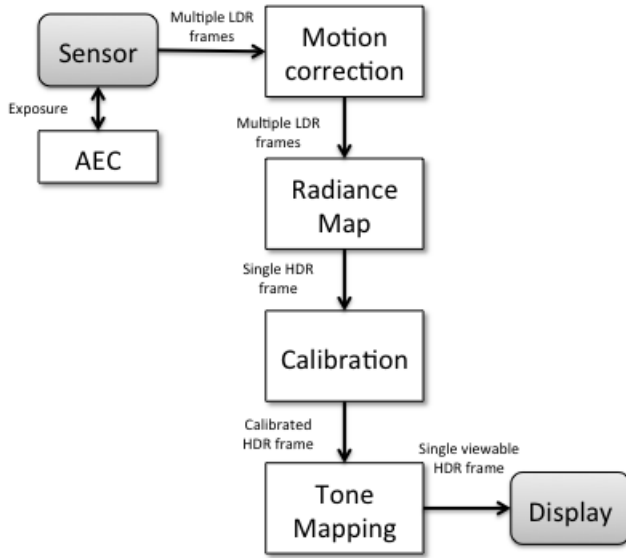 Multiple LDR
frames
Sensor
Motion
correction
Exposure
AEC
Multiple LDR
frames
Radiance
Map
Single HDR
frame
Calibration
Calibrated
HDR frame
Single viewable
HDR frame
Tone
Mapping
Display